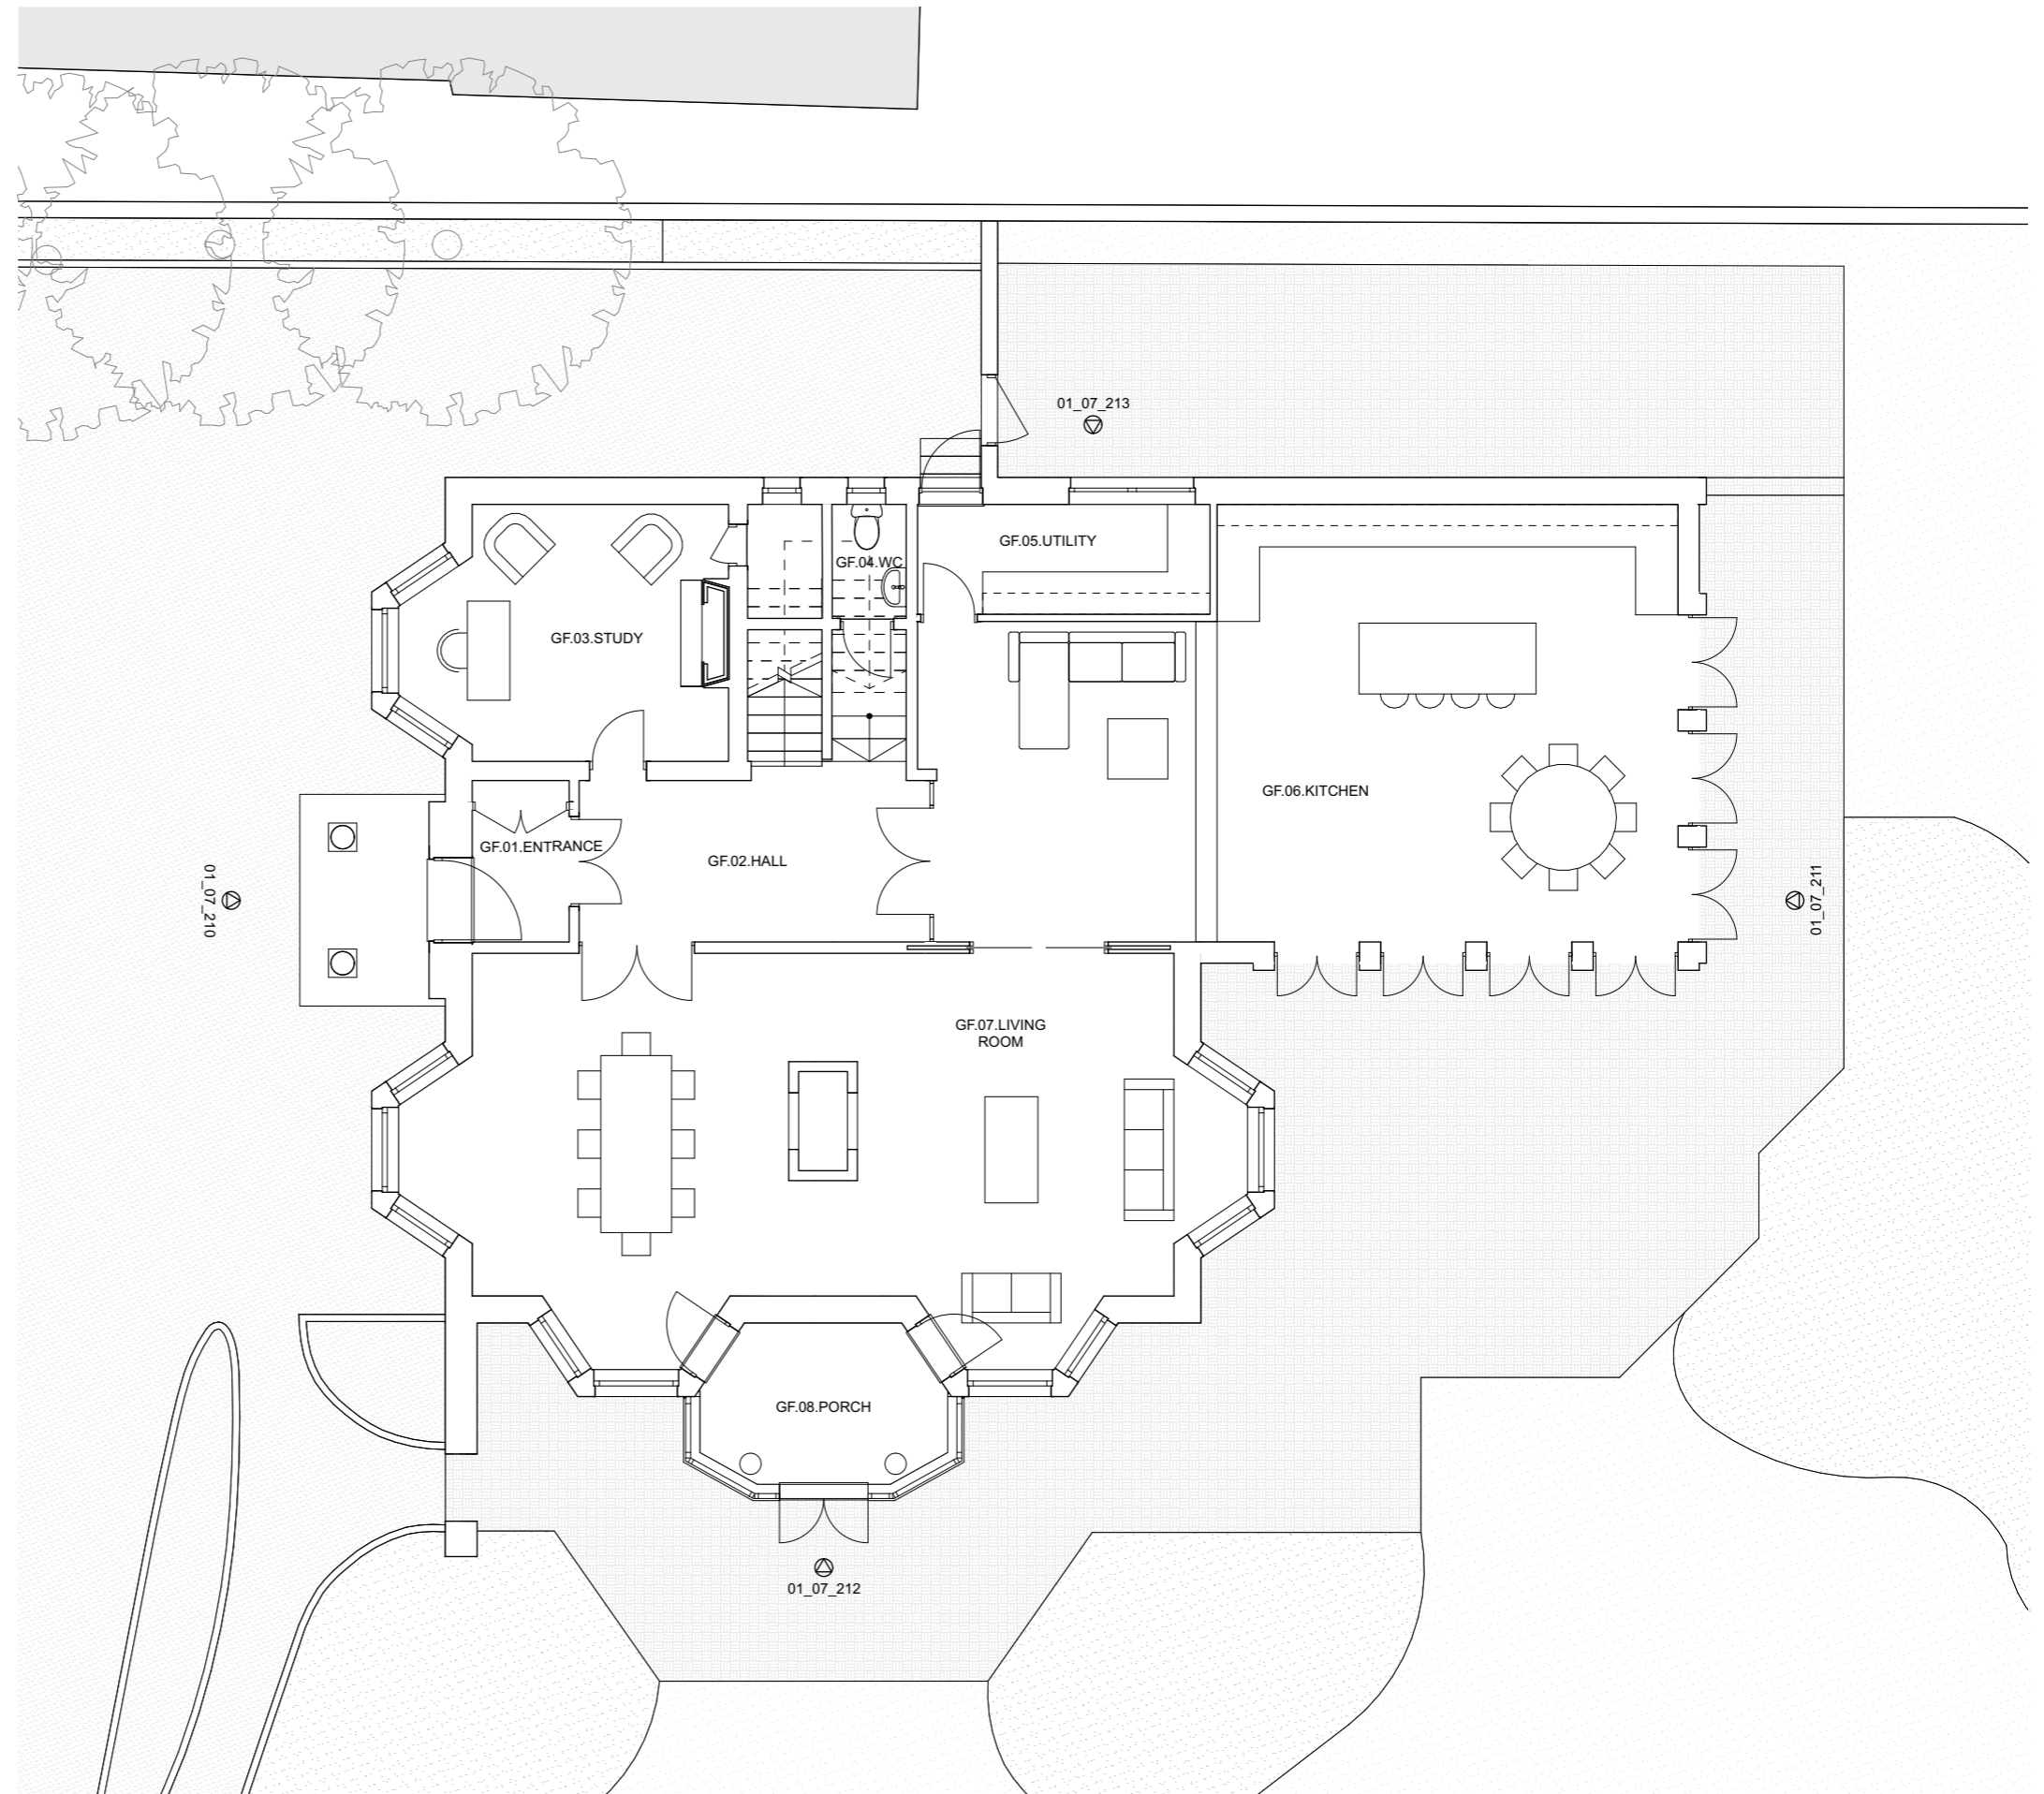 01_07_213
GF.05.UTILITY
GF.04.WC
GF.03.STUDY
GF.06.KITCHEN
GF.01.ENTRANCE
GF.02.HALL
01_07_210
01_07_211
GF.07.LIVING
ROOM
GF.08.PORCH
01_07_212